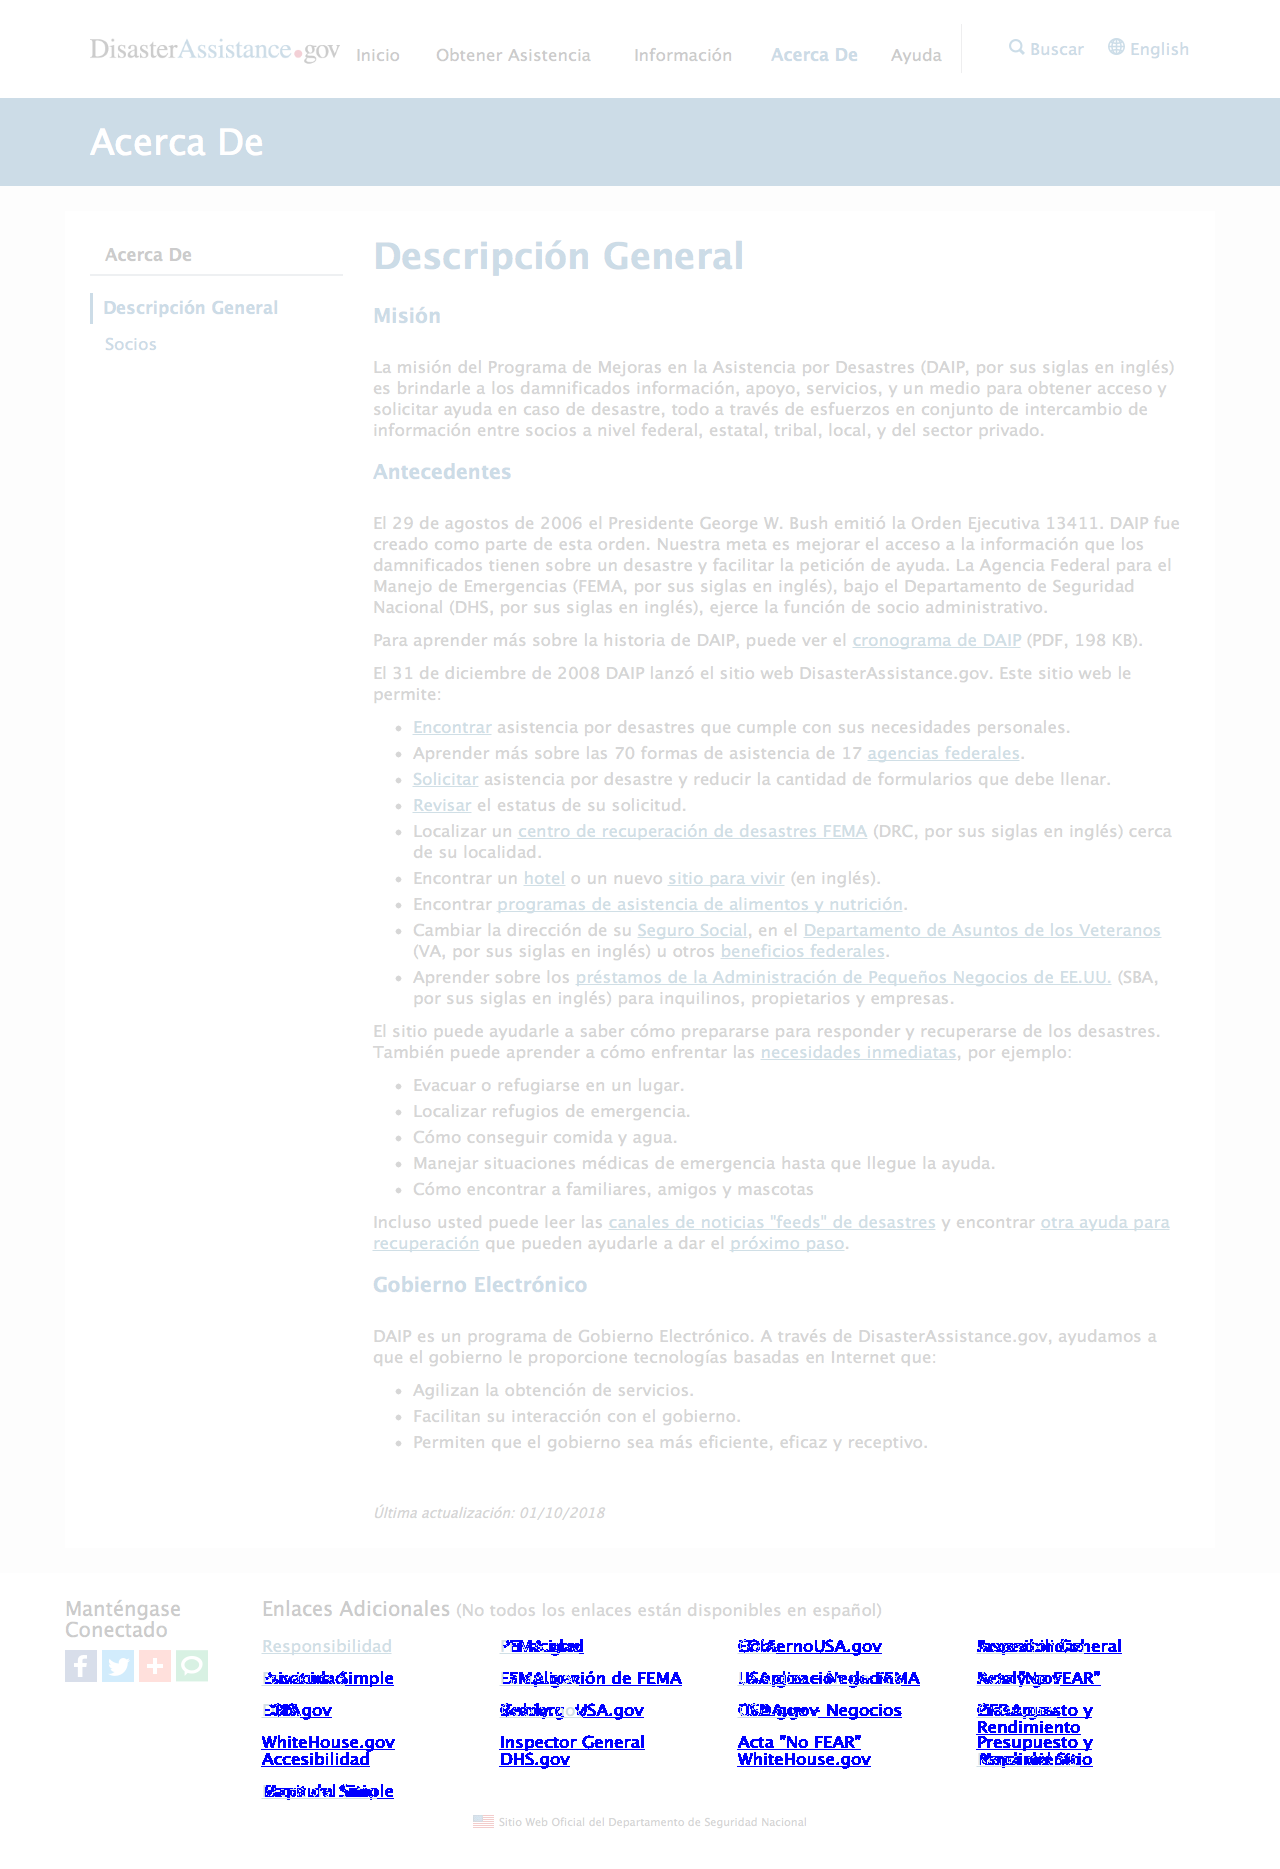 DisasterAssistance.gov Inicio Obtener Asistencia Información Acerca De Ayuda Buscar English
Acerca De
Acerca De
Descripción General
Socios
Descripción General
Misión
La misión del Programa de Mejoras en la Asistencia por Desastres (DAIP, por sus siglas en inglés)
es brindarle a los damnificados información, apoyo, servicios, y un medio para obtener acceso y
solicitar ayuda en caso de desastre, todo a través de esfuerzos en conjunto de intercambio de
información entre socios a nivel federal, estatal, tribal, local, y del sector privado.
Antecedentes
El 29 de agostos de 2006 el Presidente George W. Bush emitió la Orden Ejecutiva 13411. DAIP fue
creado como parte de esta orden. Nuestra meta es mejorar el acceso a la información que los
damnificados tienen sobre un desastre y facilitar la petición de ayuda. La Agencia Federal para el
Manejo de Emergencias (FEMA, por sus siglas en inglés), bajo el Departamento de Seguridad
Nacional (DHS, por sus siglas en inglés), ejerce la función de socio administrativo.
Para aprender más sobre la historia de DAIP, puede ver el cronograma de DAIP (PDF, 198 KB).
El 31 de diciembre de 2008 DAIP lanzó el sitio web DisasterAssistance.gov. Este sitio web le
permite:
• Encontrar asistencia por desastres que cumple con sus necesidades personales.
• Aprender más sobre las 70 formas de asistencia de 17 agencias federales.
• Solicitar asistencia por desastre y reducir la cantidad de formularios que debe llenar.
• Revisar el estatus de su solicitud.
• Localizar un centro de recuperación de desastres FEMA (DRC, por sus siglas en inglés) cerca
de su localidad.
• Encontrar un hotel o un nuevo sitio para vivir (en inglés).
• Encontrar programas de asistencia de alimentos y nutrición.
• Cambiar la dirección de su Seguro Social, en el Departamento de Asuntos de los Veteranos
(VA, por sus siglas en inglés) u otros beneficios federales.
• Aprender sobre los préstamos de la Administración de Pequeños Negocios de EE.UU. (SBA,
por sus siglas en inglés) para inquilinos, propietarios y empresas.
El sitio puede ayudarle a saber cómo prepararse para responder y recuperarse de los desastres.
También puede aprender a cómo enfrentar las necesidades inmediatas, por ejemplo:
• Evacuar o refugiarse en un lugar.
• Localizar refugios de emergencia.
• Cómo conseguir comida y agua.
• Manejar situaciones médicas de emergencia hasta que llegue la ayuda.
• Cómo encontrar a familiares, amigos y mascotas
Incluso usted puede leer las canales de noticias "feeds" de desastres y encontrar otra ayuda para
recuperación que pueden ayudarle a dar el próximo paso.
Gobierno Electrónico
DAIP es un programa de Gobierno Electrónico. A través de DisasterAssistance.gov, ayudamos a
que el gobierno le proporcione tecnologías basadas en Internet que:
• Agilizan la obtención de servicios.
• Facilitan su interacción con el gobierno.
• Permiten que el gobierno sea más eficiente, eficaz y receptivo.
Última actualización: 01/10/2018
Manténgase
Conectado
Enlaces Adicionales (No todos los enlaces están disponibles en español)
Responsibilidad
Rendimiento
WhiteHouse.gov Inspector General Acta "No FEAR" Presupuesto y
Accesibilidad DHS.gov WhiteHouse.gov
Sitio Web Oficial del Departamento de Seguridad Nacional